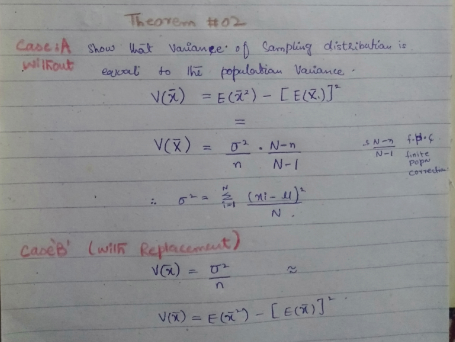 Theorem #02
Case:A Show that Variance of Sampling distribution is
Without equal to the population Variance.
V(x̄) = E(x̄²) - [E(x̄)]²
=
V(x̄) = σ²/n · N-n/N-1
N-n/N-1 f.p.c
finite
popu
correction
∴ σ² = Σ_{i=1}^{N} (xi - μ)²/N.
Case'B' (with Replacement)
V(x̄) = σ²/n ≈
V(x̄) = E(x̄²) - [E(x̄)]².